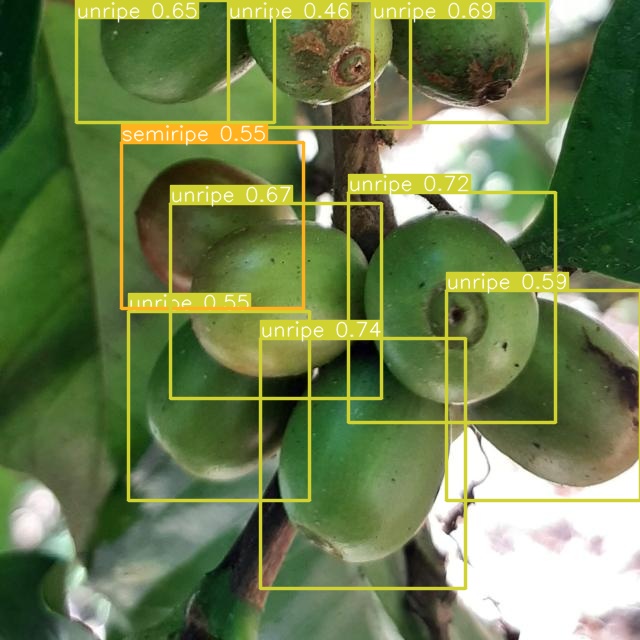 unripe 0.65
unripe 0.46
unripe 0.69
semiripe 0.55
unripe 0.67
unripe 0.72
unripe 0.59
unripe 0.55
unripe 0.74